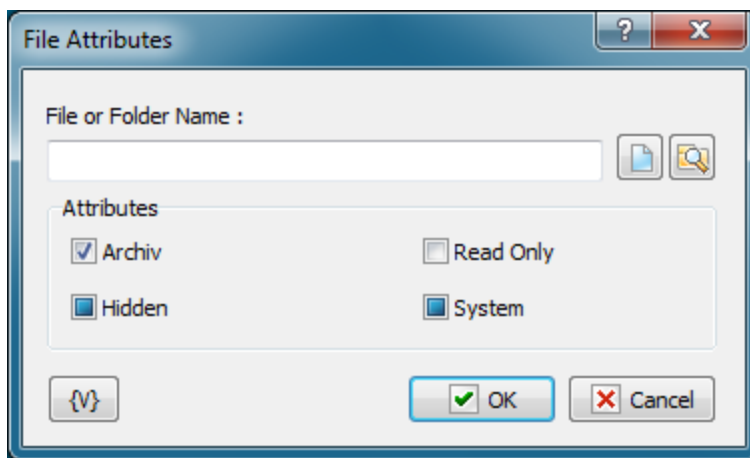 File Attributes
?
File or Folder Name :
Attributes
Archiv Read Only
Hidden System
{V} OK Cancel